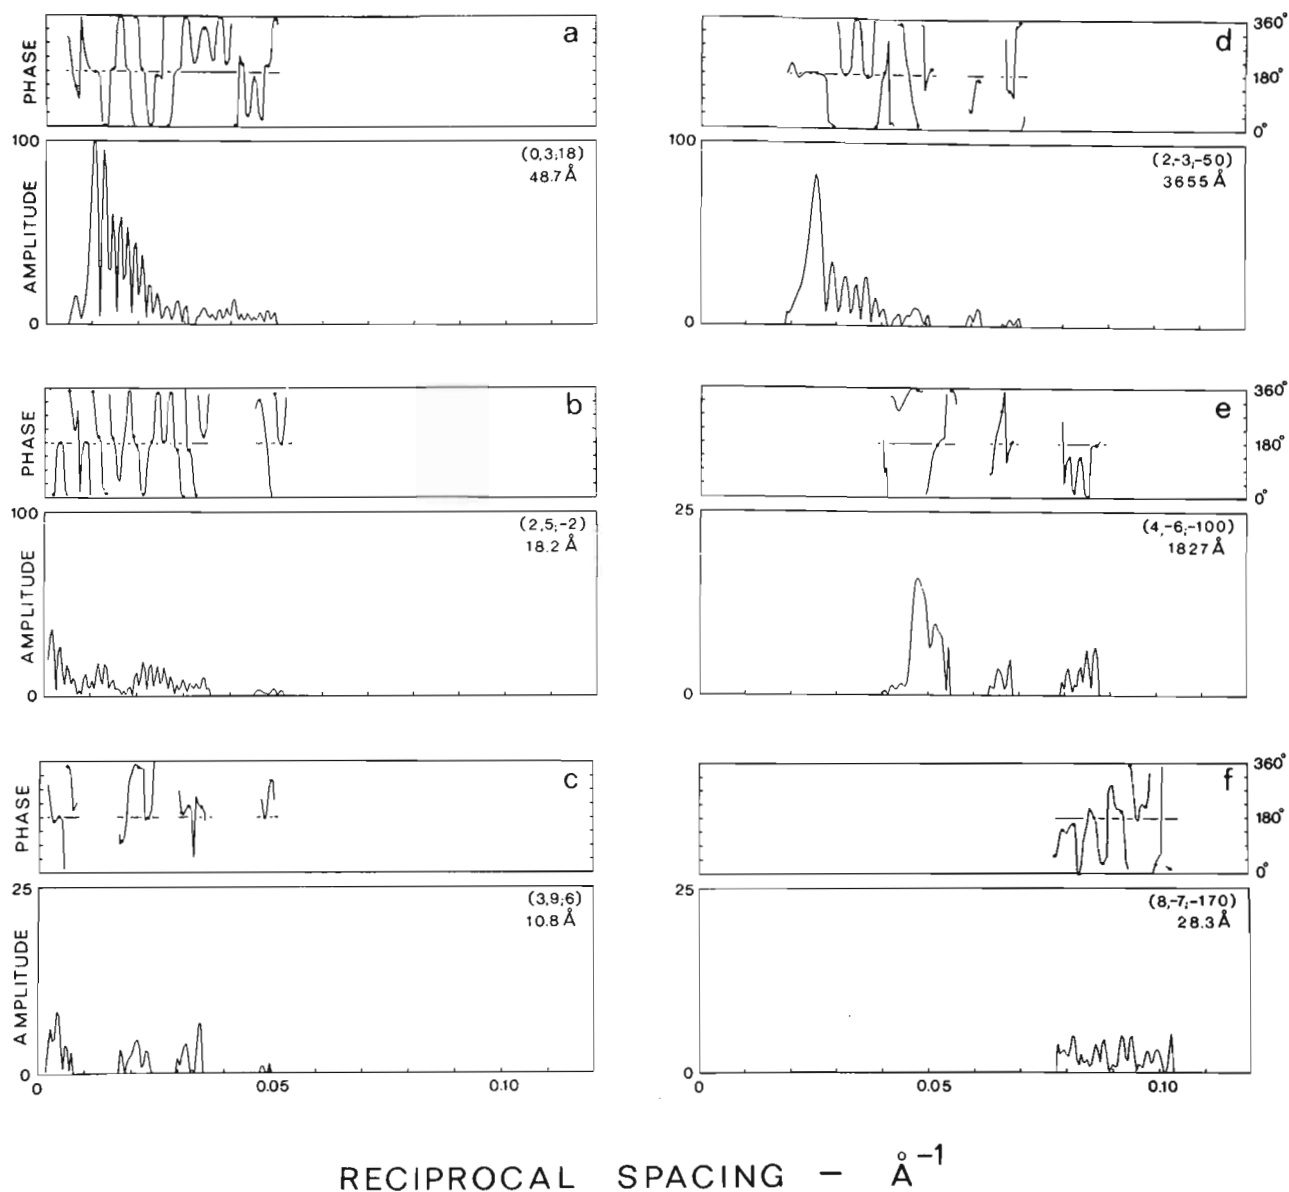 PHASE
a
AMPLITUDE
100
0
(0,3;18)
48.7 Å
d
360°
180°
0°
100
0
(2,-3;-50)
3655 Å
PHASE
b
AMPLITUDE
100
0
(2,5;-2)
18.2 Å
e
360°
180°
0°
25
0
(4,-6;-100)
1827 Å
PHASE
c
AMPLITUDE
25
0
(3,9;6)
10.8 Å
0 0.05 0.10
f
360°
180°
0°
25
0
(8,-7;-170)
28.3 Å
0 0.05 0.10
RECIPROCAL SPACING - Å⁻¹